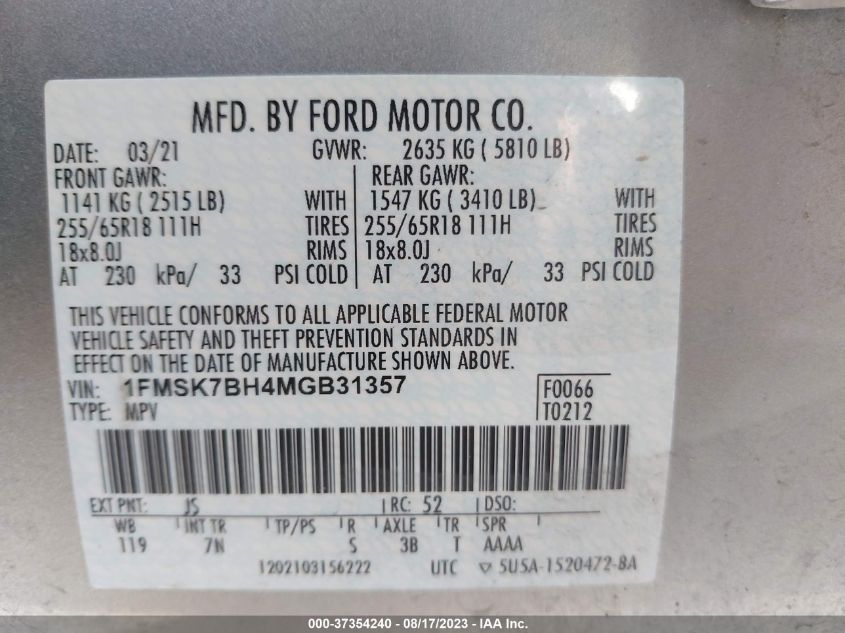 MFD. BY FORD MOTOR CO.
DATE: 03/21 GVWR: 2635 KG ( 5810 LB)
FRONT GAWR: REAR GAWR:
1141 KG ( 2515 LB) WITH 1547 KG ( 3410 LB) WITH
255/65R18 111H TIRES 255/65R18 111H TIRES
18x8.0J RIMS 18x8.0J RIMS
AT 230 kPa/ 33 PSI COLD AT 230 kPa/ 33 PSI COLD
THIS VEHICLE CONFORMS TO ALL APPLICABLE FEDERAL MOTOR
VEHICLE SAFETY AND THEFT PREVENTION STANDARDS IN
EFFECT ON THE DATE OF MANUFACTURE SHOWN ABOVE.
VIN: 1FMSK7BH4MGB31357 F0066
TYPE: MPV T0212
EXT PNT: JS RC: 52 DSO:
WB INT TR TP/PS R AXLE TR SPR
119 7N S 3B T AAAA
1202103156222 UTC ▽ 5U5A-1520472-BA
000-37354240 - 08/17/2023 - IAA Inc.